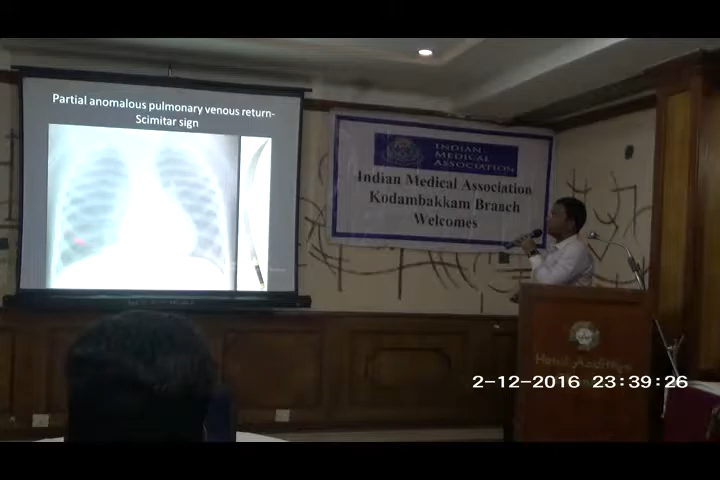 Partial anomalous pulmonary venous return-
Scimitar sign
INDIAN
MEDICAL
ASSOCIATION
Indian Medical Association
Kodambakkam Branch
Welcomes
2-12-2016 23:39:26